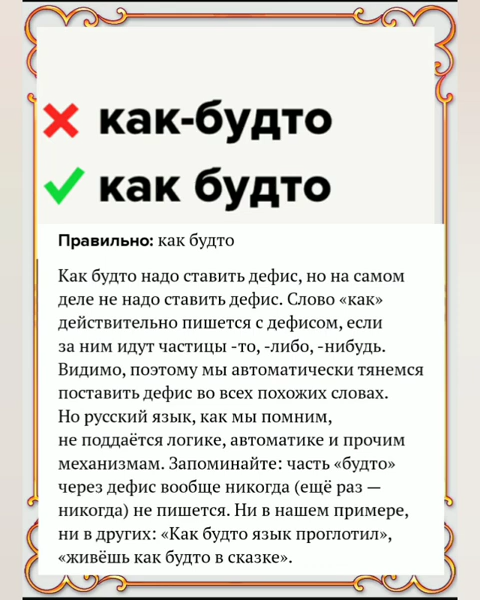 как-будто
как будто
Правильно: как будто
Как будто надо ставить дефис, но на самом
деле не надо ставить дефис. Слово «как»
действительно пишется с дефисом, если
за ним идут частицы -то, -либо, -нибудь.
Видимо, поэтому мы автоматически тянемся
поставить дефис во всех похожих словах.
Но русский язык, как мы помним,
не поддаётся логике, автоматике и прочим
механизмам. Запоминайте: часть «будто»
через дефис вообще никогда (ещё раз —
никогда) не пишется. Ни в нашем примере,
ни в других: «Как будто язык проглотил»,
«живёшь как будто в сказке».